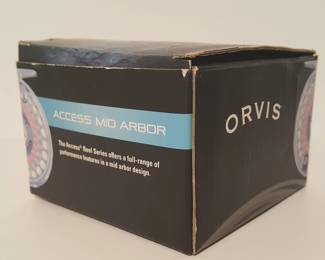 ACCESS MID ARBOR
The Access® Reel Series offers a full-range of
performance features in a mid arbor design.
ORVIS